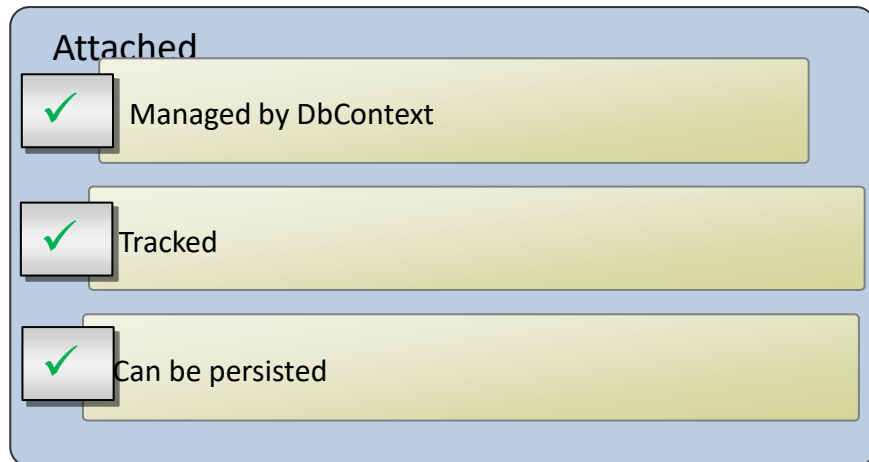 Attached
Managed by DbContext
Tracked
Can be persisted